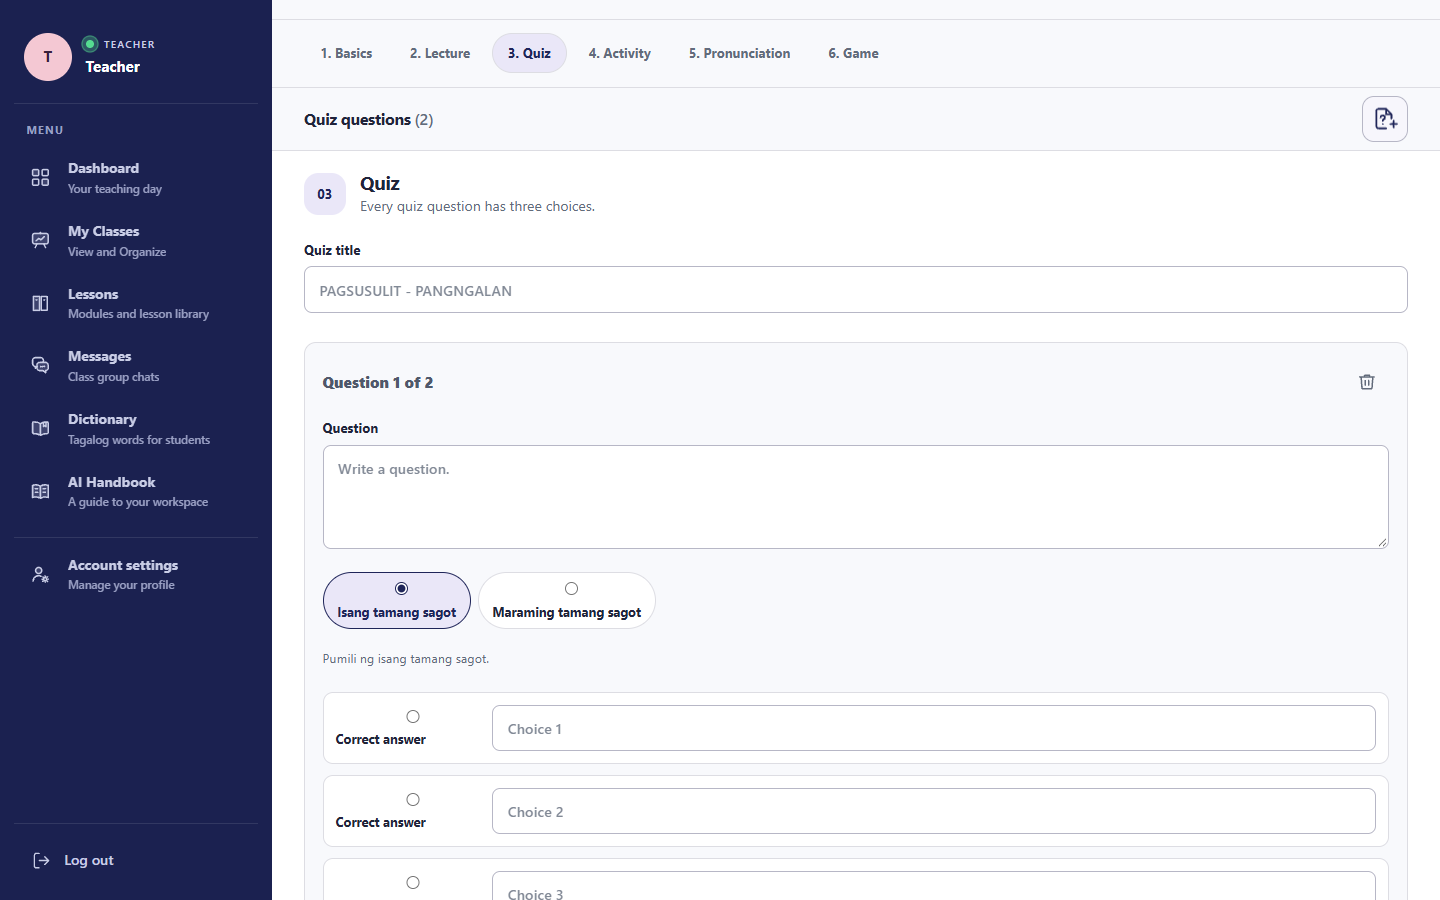 T
TEACHER
Teacher
MENU
Dashboard
Your teaching day
My Classes
View and Organize
Lessons
Modules and lesson library
Messages
Class group chats
Dictionary
Tagalog words for students
AI Handbook
A guide to your workspace
Account settings
Manage your profile
Log out
1. Basics
2. Lecture
3. Quiz
4. Activity
5. Pronunciation
6. Game
Quiz questions (2)
03
Quiz
Every quiz question has three choices.
Quiz title
PAGSUSULIT - PANGNGALAN
Question 1 of 2
Question
Write a question.
Isang tamang sagot
Maraming tamang sagot
Pumili ng isang tamang sagot.
Correct answer
Choice 1
Correct answer
Choice 2
Choice 3